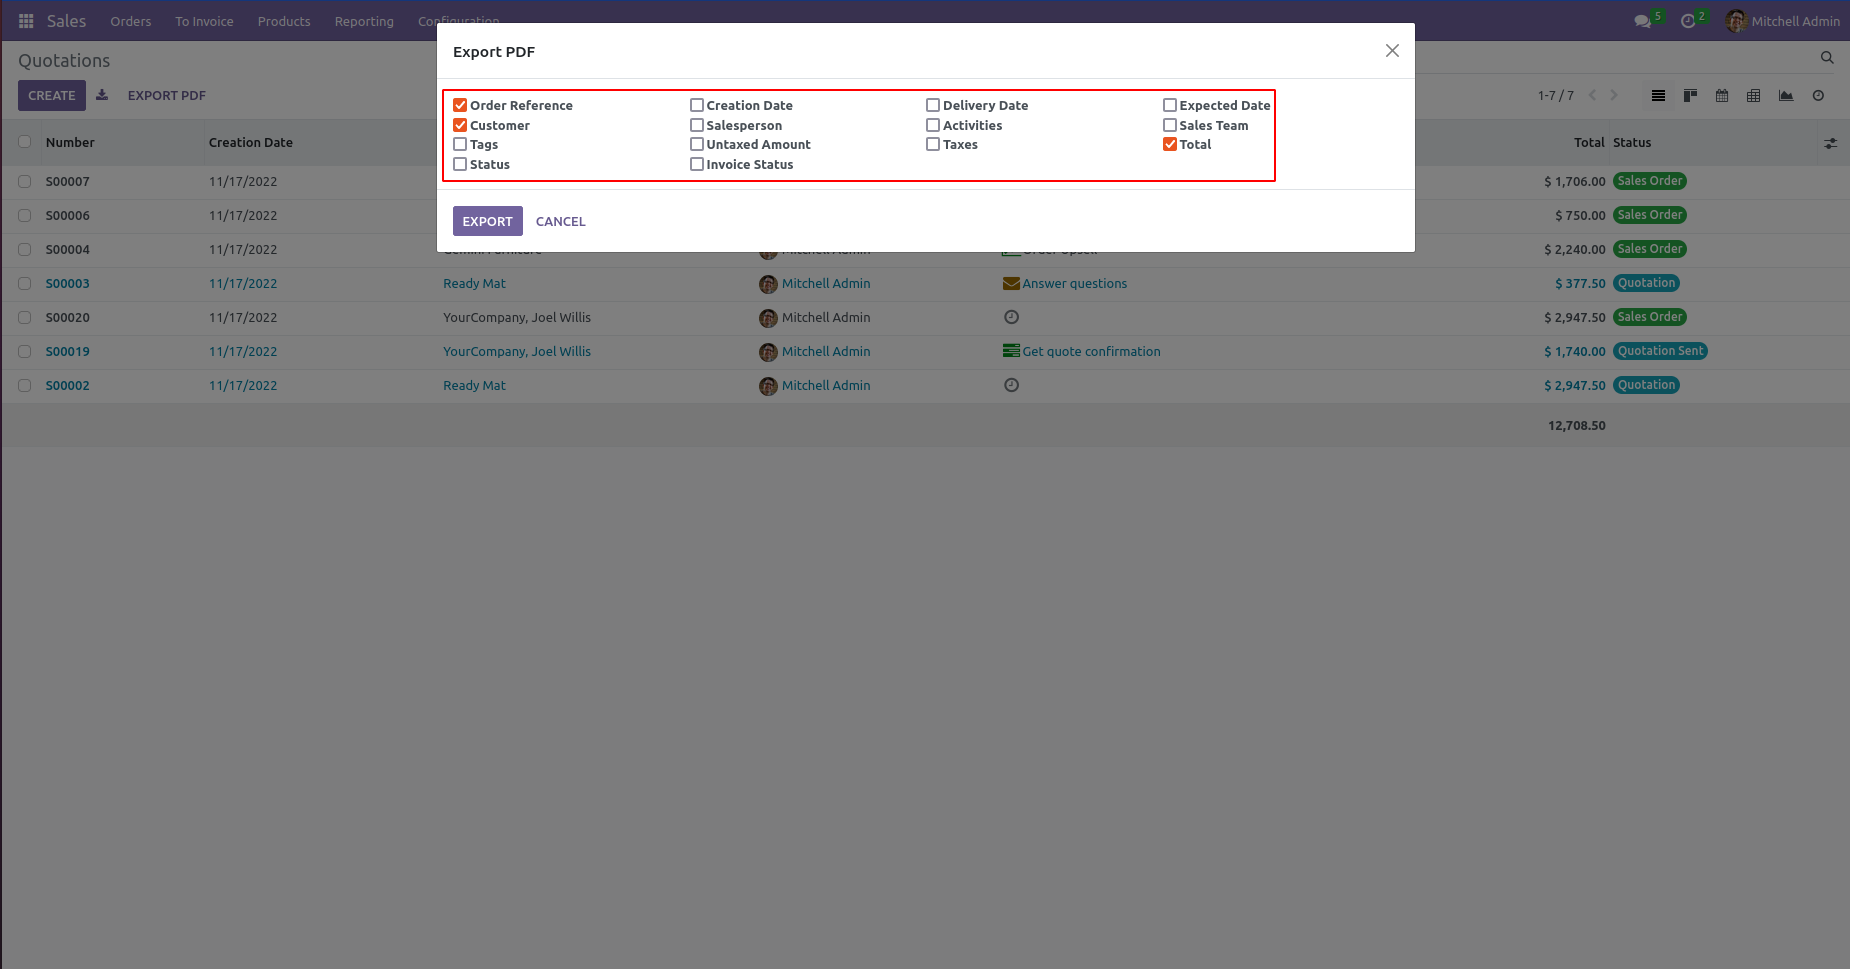 Sales Orders To Invoice Products Reporting Configuration 5 2 Mitchell Admin
Export PDF
Quotations
CREATE EXPORT PDF 1-7 / 7
Order Reference Creation Date Delivery Date Expected Date
Customer Salesperson Activities Sales Team
Tags Untaxed Amount Taxes Total
Status Invoice Status
EXPORT CANCEL
Number Creation Date Total Status
S00007 11/17/2022 $ 1,706.00 Sales Order
S00006 11/17/2022 $ 750.00 Sales Order
S00004 11/17/2022 Gemini Furniture Mitchell Admin Order Upsell $ 2,240.00 Sales Order
S00003 11/17/2022 Ready Mat Mitchell Admin Answer questions $ 377.50 Quotation
S00020 11/17/2022 YourCompany, Joel Willis Mitchell Admin $ 2,947.50 Sales Order
S00019 11/17/2022 YourCompany, Joel Willis Mitchell Admin Get quote confirmation $ 1,740.00 Quotation Sent
S00002 11/17/2022 Ready Mat Mitchell Admin $ 2,947.50 Quotation
12,708.50